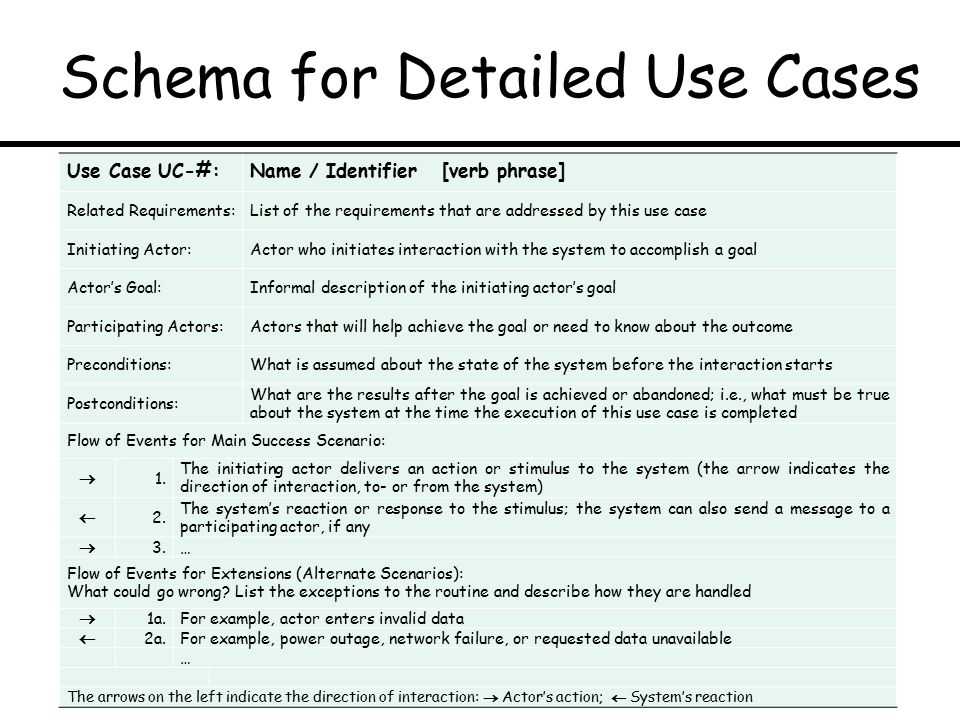 Schema for Detailed Use Cases
Use Case UC-#: Name / Identifier [verb phrase]
Related Requirements: List of the requirements that are addressed by this use case
Initiating Actor: Actor who initiates interaction with the system to accomplish a goal
Actor's Goal: Informal description of the initiating actor's goal
Participating Actors: Actors that will help achieve the goal or need to know about the outcome
Preconditions: What is assumed about the state of the system before the interaction starts
Postconditions: What are the results after the goal is achieved or abandoned; i.e., what must be true
about the system at the time the execution of this use case is completed
Flow of Events for Main Success Scenario:
→ 1. The initiating actor delivers an action or stimulus to the system (the arrow indicates the
direction of interaction, to- or from the system)
← 2. The system's reaction or response to the stimulus; the system can also send a message to a
participating actor, if any
→ 3. …
Flow of Events for Extensions (Alternate Scenarios):
What could go wrong? List the exceptions to the routine and describe how they are handled
→ 1a. For example, actor enters invalid data
← 2a. For example, power outage, network failure, or requested data unavailable
…
The arrows on the left indicate the direction of interaction: → Actor's action; ← System's reaction